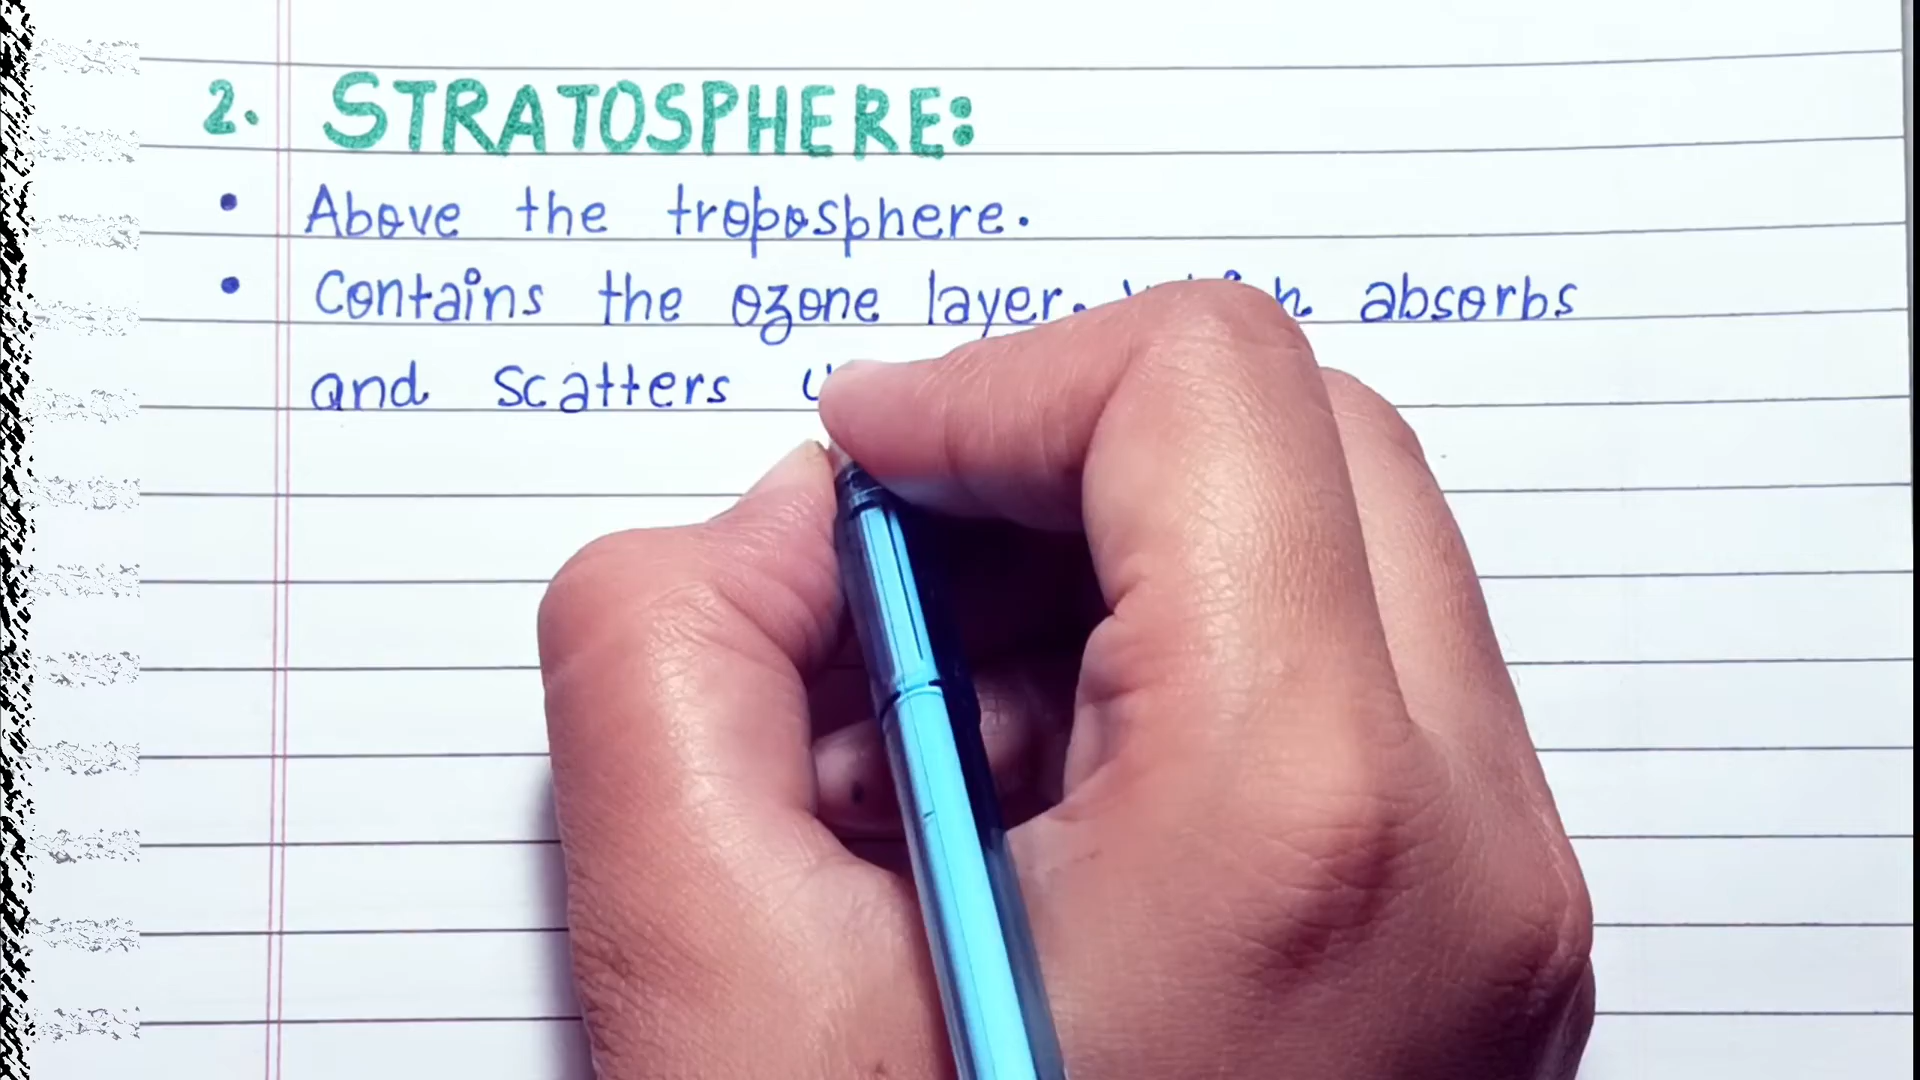 2. STRATOSPHERE:
• Above the troposphere.
• Contains the ozone layer, absorbs
and scatters